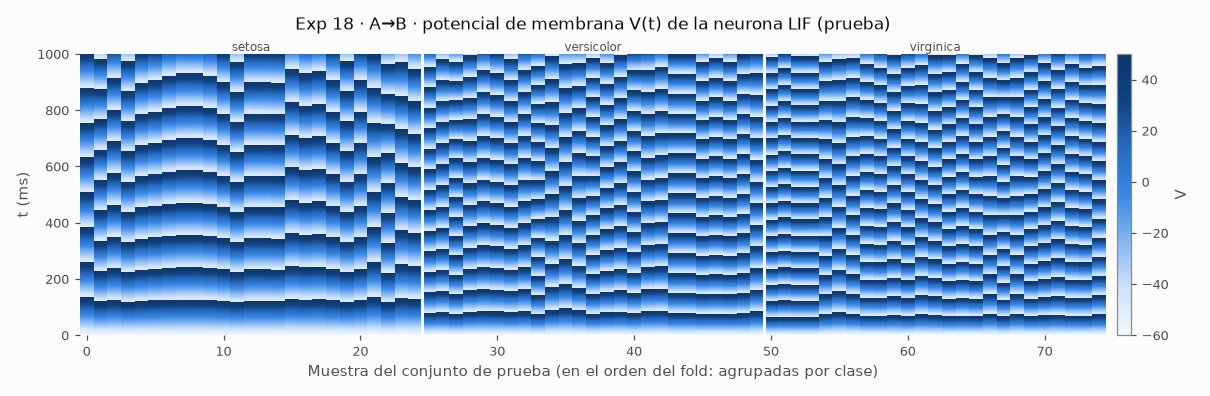 Exp 18 · A→B · potencial de membrana V(t) de la neurona LIF (prueba)
setosa
versicolor
virginica
1000
800
600
400
200
0
t (ms)
0
10
20
30
40
50
60
70
Muestra del conjunto de prueba (en el orden del fold: agrupadas por clase)
40
20
0
−20
−40
−60
V